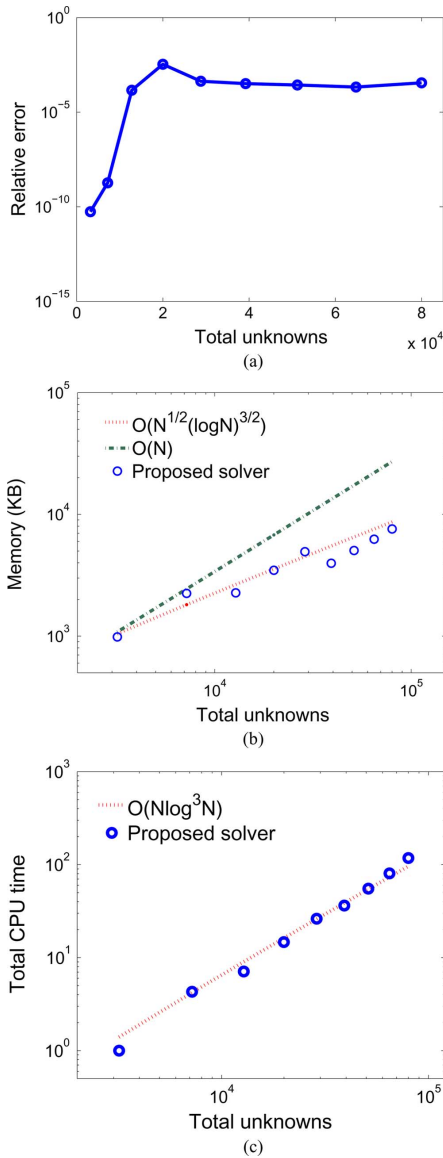 10^0
10^-5
10^-10
10^-15
Relative error
0 2 4 6 8
x 10^4
Total unknowns
(a)
10^5
10^4
10^3
Memory (KB)
O(N^1/2(logN)^3/2)
O(N)
Proposed solver
10^4 10^5
Total unknowns
(b)
10^3
10^2
10^1
10^0
Total CPU time
O(Nlog^3N)
Proposed solver
10^4 10^5
Total unknowns
(c)